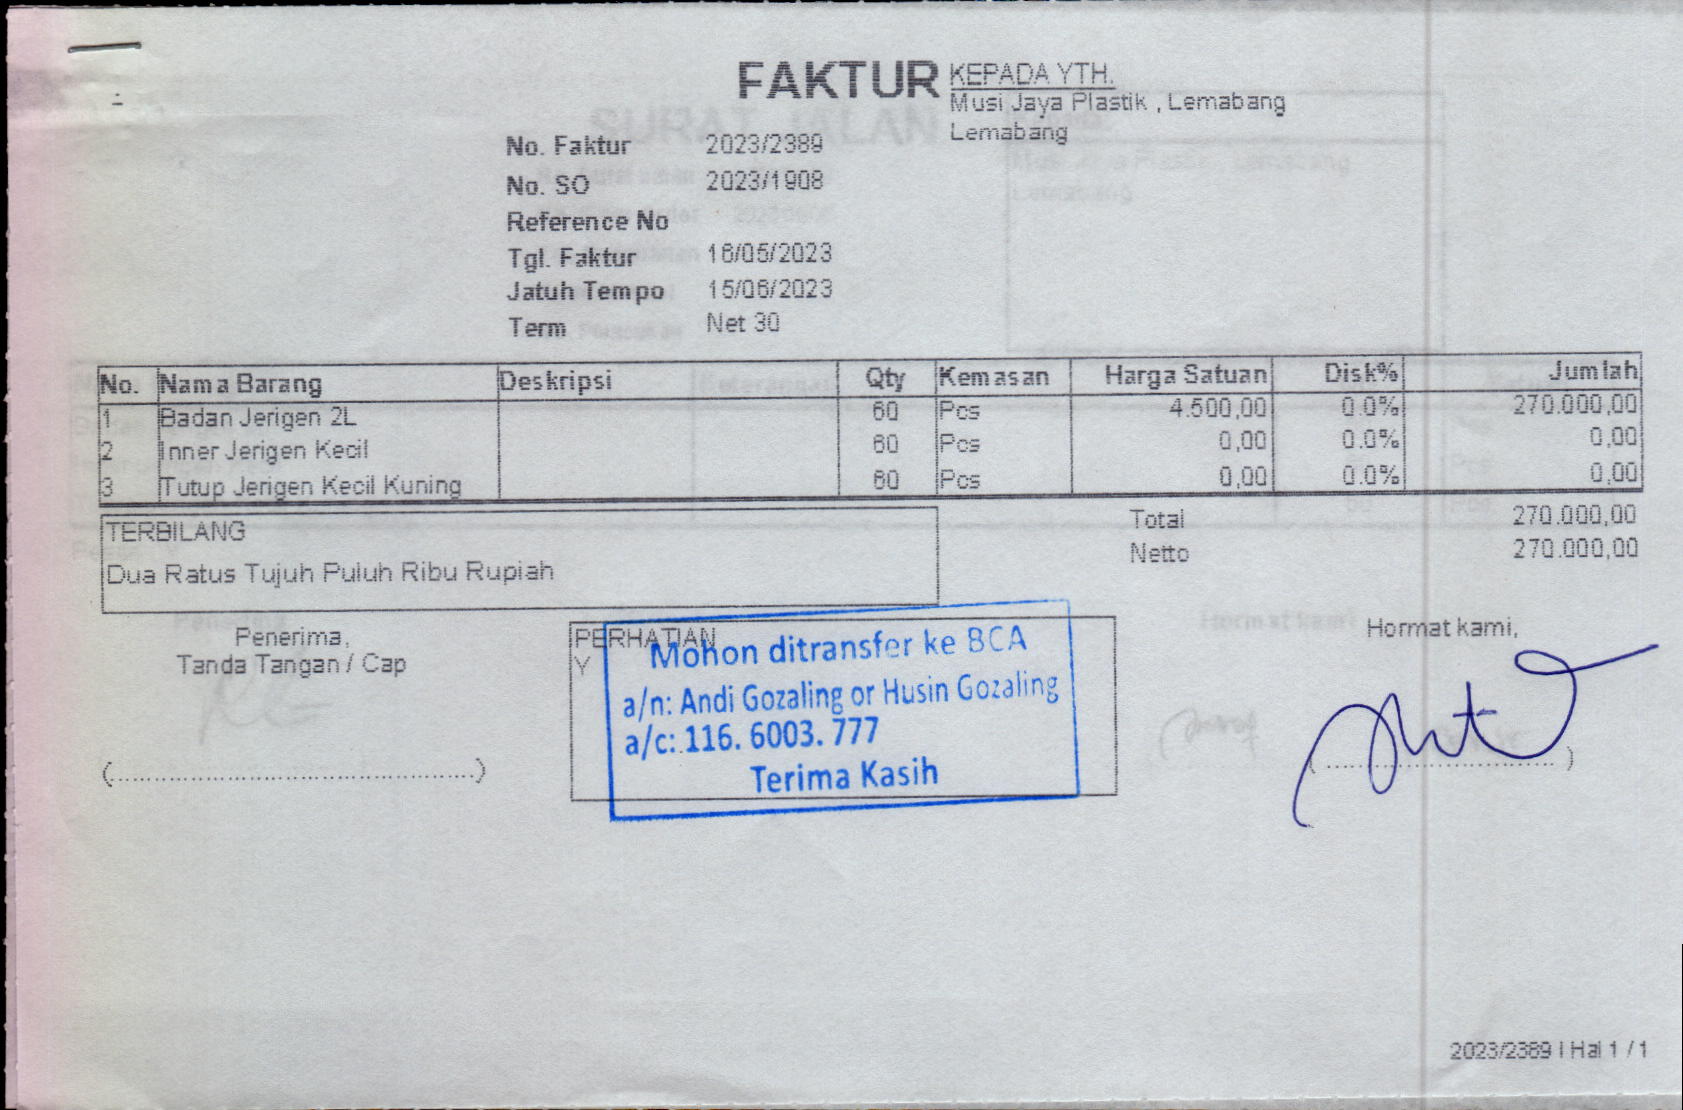 FAKTUR
KEPADA YTH.
Musi Jaya Plastik , Lemabang
Lemabang
No. Faktur 2023/2389
No. SO 2023/1908
Reference No
Tgl. Faktur 16/05/2023
Jatuh Tempo 15/06/2023
Term Net 30
No. Nama Barang Deskripsi Qty Kemasan Harga Satuan Disk% Jumlah
1 Badan Jerigen 2L 60 Pcs 4.500,00 0.0% 270.000,00
2 Inner Jerigen Kecil 60 Pcs 0,00 0.0% 0,00
3 Tutup Jerigen Kecil Kuning 60 Pcs 0,00 0.0% 0,00
TERBILANG
Dua Ratus Tujuh Puluh Ribu Rupiah
Total 270.000,00
Netto 270.000,00
Penerima,
Tanda Tangan / Cap
(............................................)
PERHATIAN
Y
Mohon ditransfer ke BCA
a/n: Andi Gozaling or Husin Gozaling
a/c: 116. 6003. 777
Terima Kasih
Hormat kami,
(............................)
2023/2389 | Hal 1 / 1